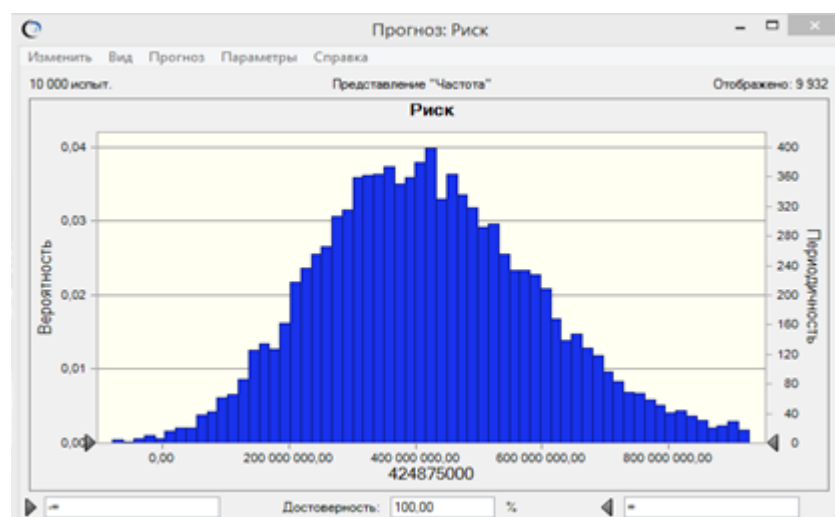 Прогноз: Риск
Изменить Вид Прогноз Параметры Справка
10 000 испыт. Представление "Частота" Отображено: 9 932
Риск
0,04 400
360
320
0,03 280
240
0,02 200
160
0,01 120
80
40
0,00 0
Вероятность
Периодичность
0,00 200 000 000,00 400 000 000,00 600 000 000,00 800 000 000,00
424875000
-∞ Достоверность: 100,00 % ∞